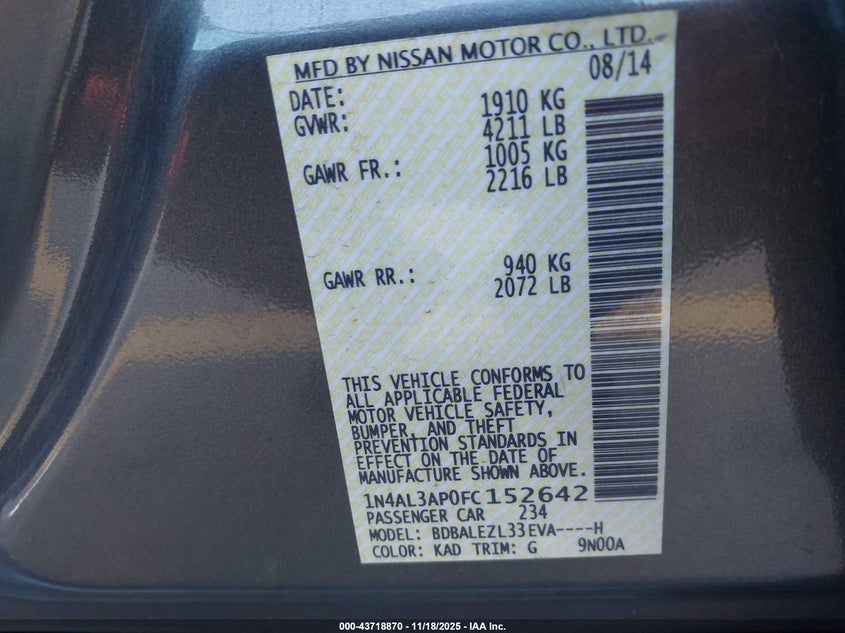 MFD BY NISSAN MOTOR CO., LTD.
DATE: 08/14
GVWR: 1910 KG
4211 LB
GAWR FR.: 1005 KG
2216 LB
GAWR RR.: 940 KG
2072 LB
THIS VEHICLE CONFORMS TO
ALL APPLICABLE FEDERAL
MOTOR VEHICLE SAFETY,
BUMPER, AND THEFT
PREVENTION STANDARDS IN
EFFECT ON THE DATE OF
MANUFACTURE SHOWN ABOVE.
1N4AL3AP0FC152642
PASSENGER CAR 234
MODEL: BDBALEZL33EVA----H
COLOR: KAD TRIM: G 9N00A
000-43718870 - 11/18/2025 - IAA Inc.